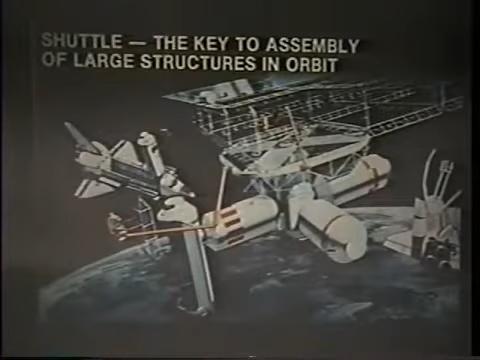 SHUTTLE — THE KEY TO ASSEMBLY
OF LARGE STRUCTURES IN ORBIT